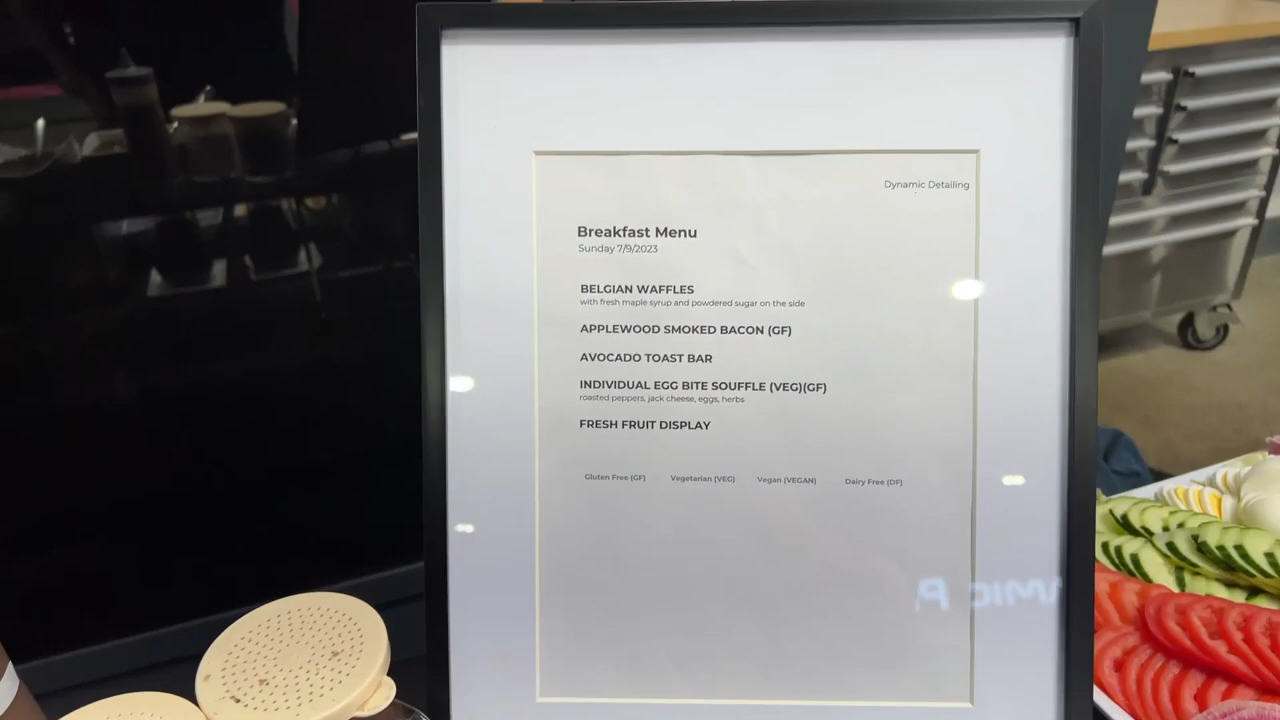 Dynamic Detailing
Breakfast Menu
Sunday 7/9/2023
BELGIAN WAFFLES
with fresh maple syrup and powdered sugar on the side
APPLEWOOD SMOKED BACON (GF)
AVOCADO TOAST BAR
INDIVIDUAL EGG BITE SOUFFLE (VEG)(GF)
roasted peppers, jack cheese, eggs, herbs
FRESH FRUIT DISPLAY
Gluten Free (GF) Vegetarian (VEG) Vegan (VEGAN) Dairy Free (DF)